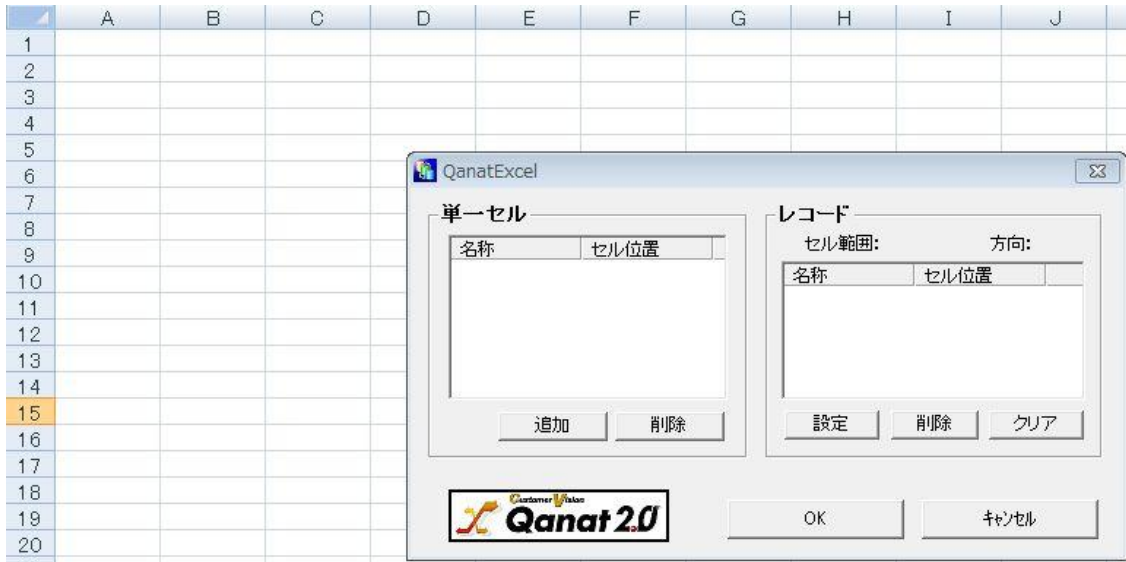 A B C D E F G H I J
1
2
3
4
5
6
7
8
9
10
11
12
13
14
15
16
17
18
19
20
QanatExcel
単一セル
名称 セル位置
追加 削除
レコード
セル範囲: 方向:
名称 セル位置
設定 削除 クリア
Customer Vision
Qanat 2.0
OK キャンセル